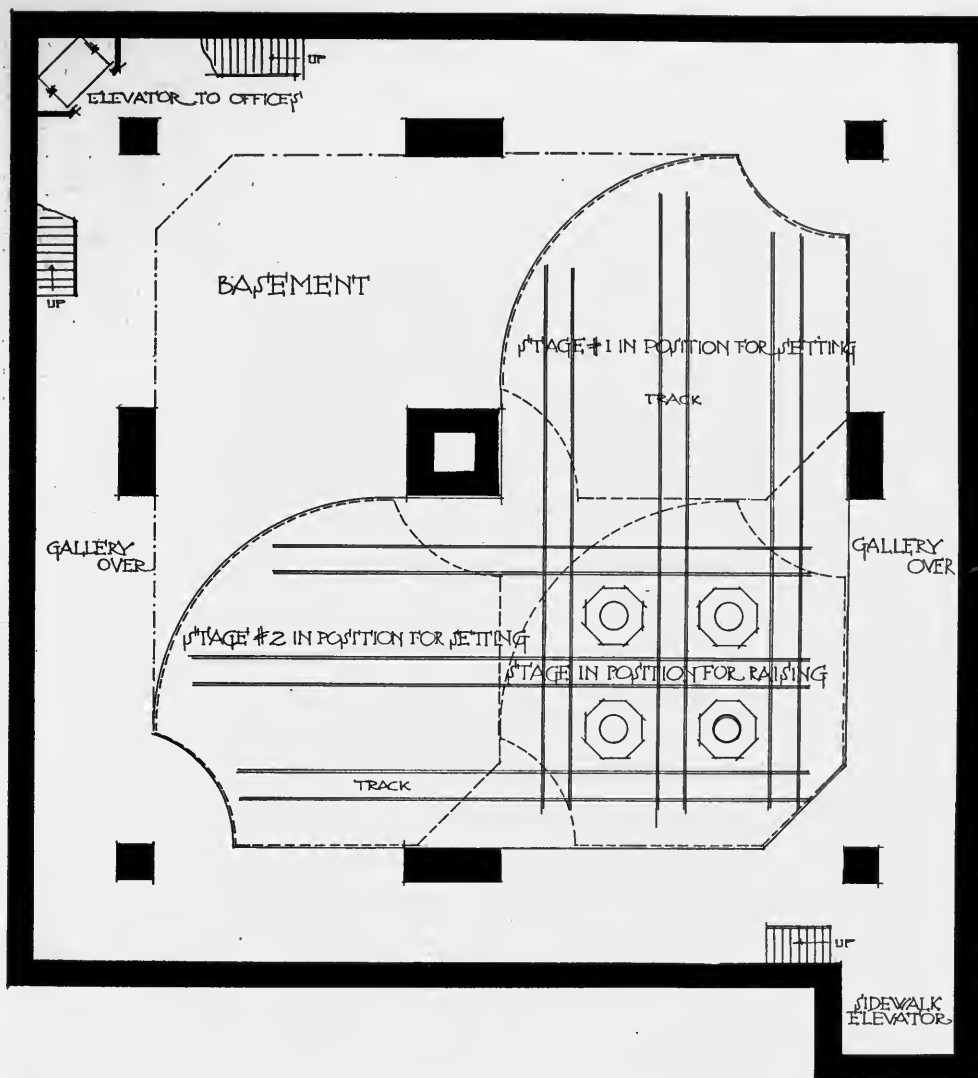 UP
ELEVATOR TO OFFICES
BASEMENT
UP
STAGE #1 IN POSITION FOR SETTING
TRACK
GALLERY
OVER
GALLERY
OVER
STAGE #2 IN POSITION FOR SETTING
STAGE IN POSITION FOR RAISING
TRACK
UP
SIDEWALK
ELEVATOR